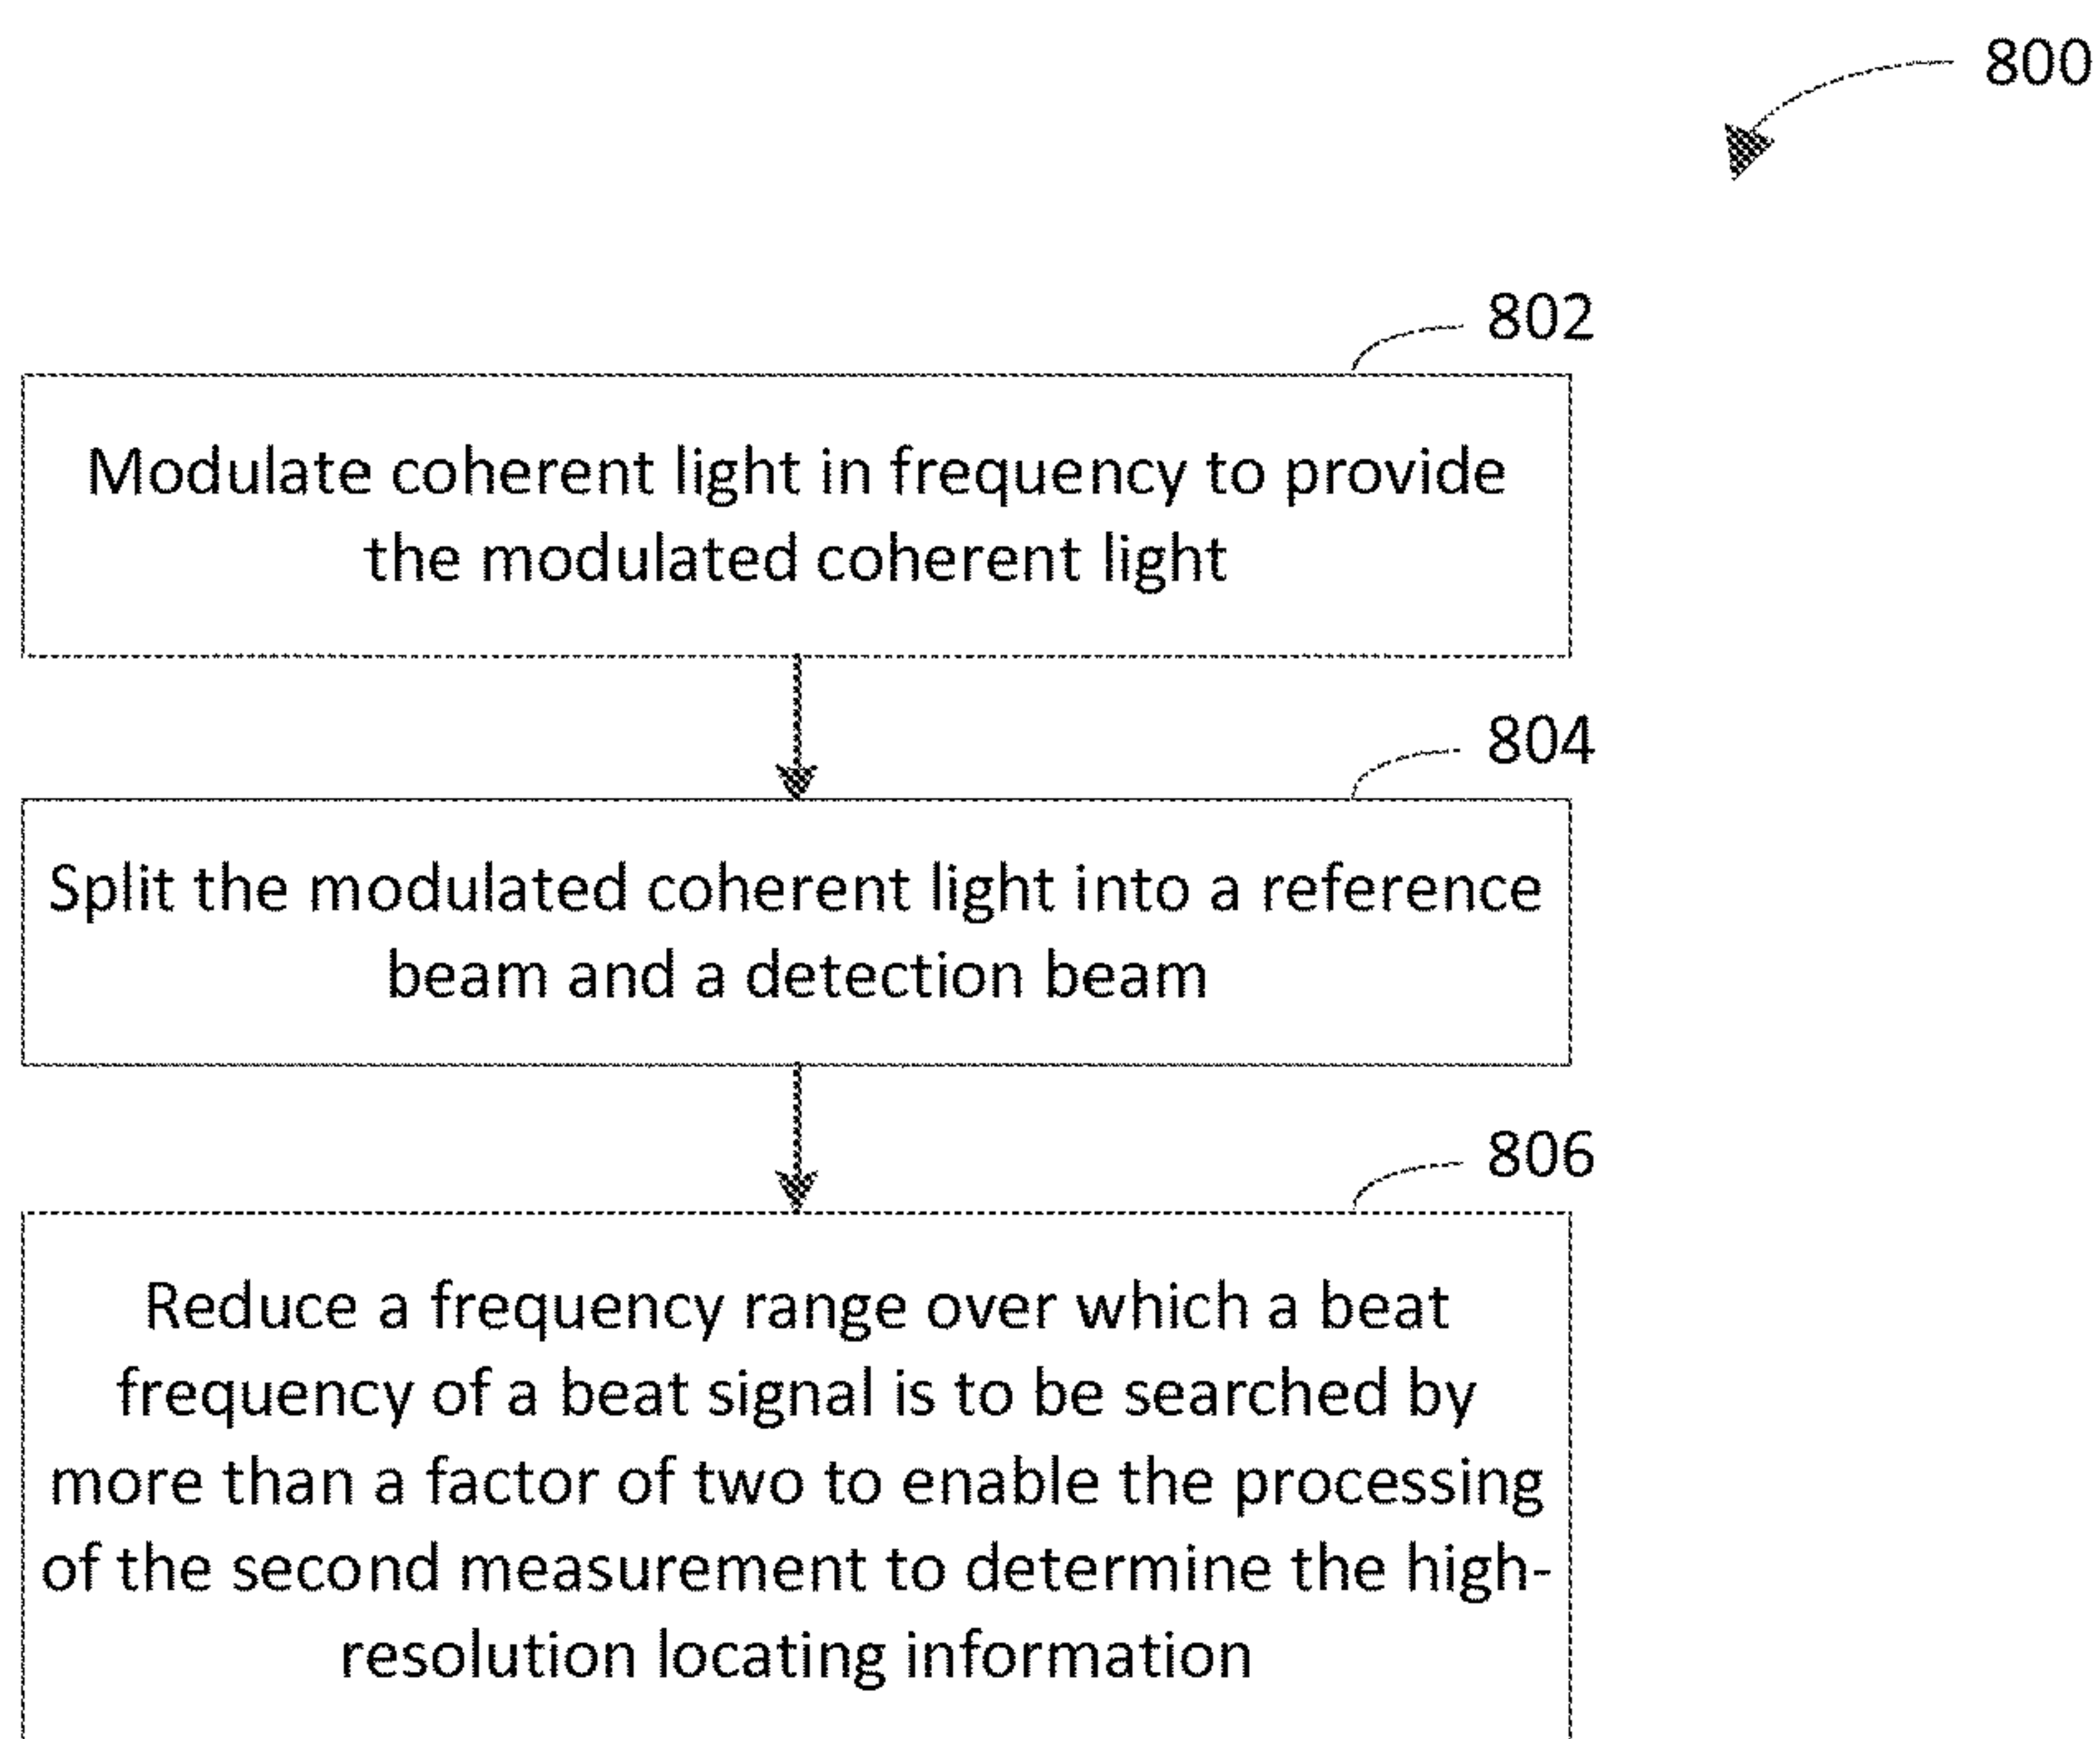 800
802
Modulate coherent light in frequency to provide
the modulated coherent light
804
Split the modulated coherent light into a reference
beam and a detection beam
806
Reduce a frequency range over which a beat
frequency of a beat signal is to be searched by
more than a factor of two to enable the processing
of the second measurement to determine the high-
resolution locating information